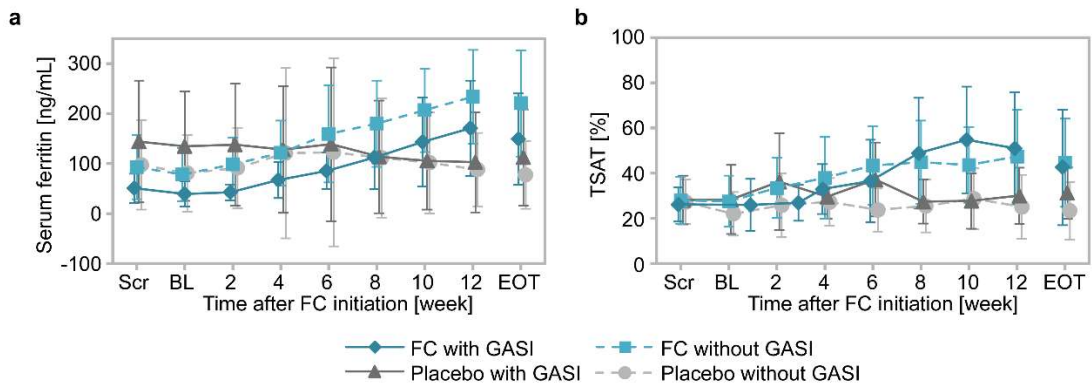 a
b
Serum ferritin [ng/mL]
300
200
100
0
-100
Scr BL 2 4 6 8 10 12 EOT
Time after FC initiation [week]
TSAT [%]
100
80
60
40
20
0
Scr BL 2 4 6 8 10 12 EOT
Time after FC initiation [week]
FC with GASI
FC without GASI
Placebo with GASI
Placebo without GASI